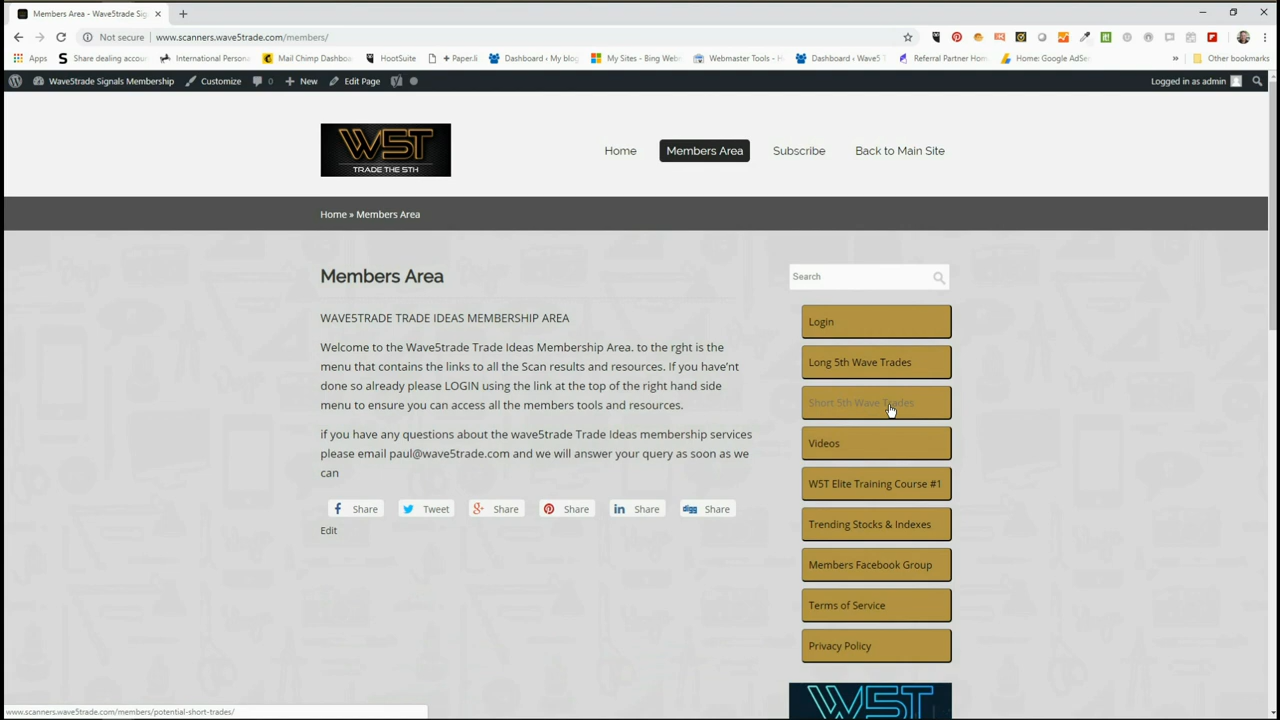 Members Area - Wave5trade Sig
Not secure | www.scanners.wave5trade.com/members/
Apps
Share dealing accou
International Persona
Mail Chimp Dashboa
HootSuite
+ Paper.li
Dashboard ‹ My blog
My Sites - Bing Web
Webmaster Tools - H
Dashboard ‹ Wave5 T
Referral Partner Hom
Home: Google AdSe
»
Other bookmarks
Wave5trade Signals Membership
Customize
0
New
Edit Page
Logged in as admin
W5T
TRADE THE 5TH
Home
Members Area
Subscribe
Back to Main Site
Home » Members Area
Members Area
WAVE5TRADE TRADE IDEAS MEMBERSHIP AREA
Welcome to the Wave5trade Trade Ideas Membership Area. to the rght is the
menu that contains the links to all the Scan results and resources. If you have'nt
done so already please LOGIN using the link at the top of the right hand side
menu to ensure you can access all the members tools and resources.
if you have any questions about the wave5trade Trade Ideas membership services
please email paul@wave5trade.com and we will answer your query as soon as we
can
Share
Tweet
Share
Share
Share
Share
Edit
Search
Login
Long 5th Wave Trades
Short 5th Wave Trades
Videos
W5T Elite Training Course #1
Trending Stocks & Indexes
Members Facebook Group
Terms of Service
Privacy Policy
W5T
www.scanners.wave5trade.com/members/potential-short-trades/